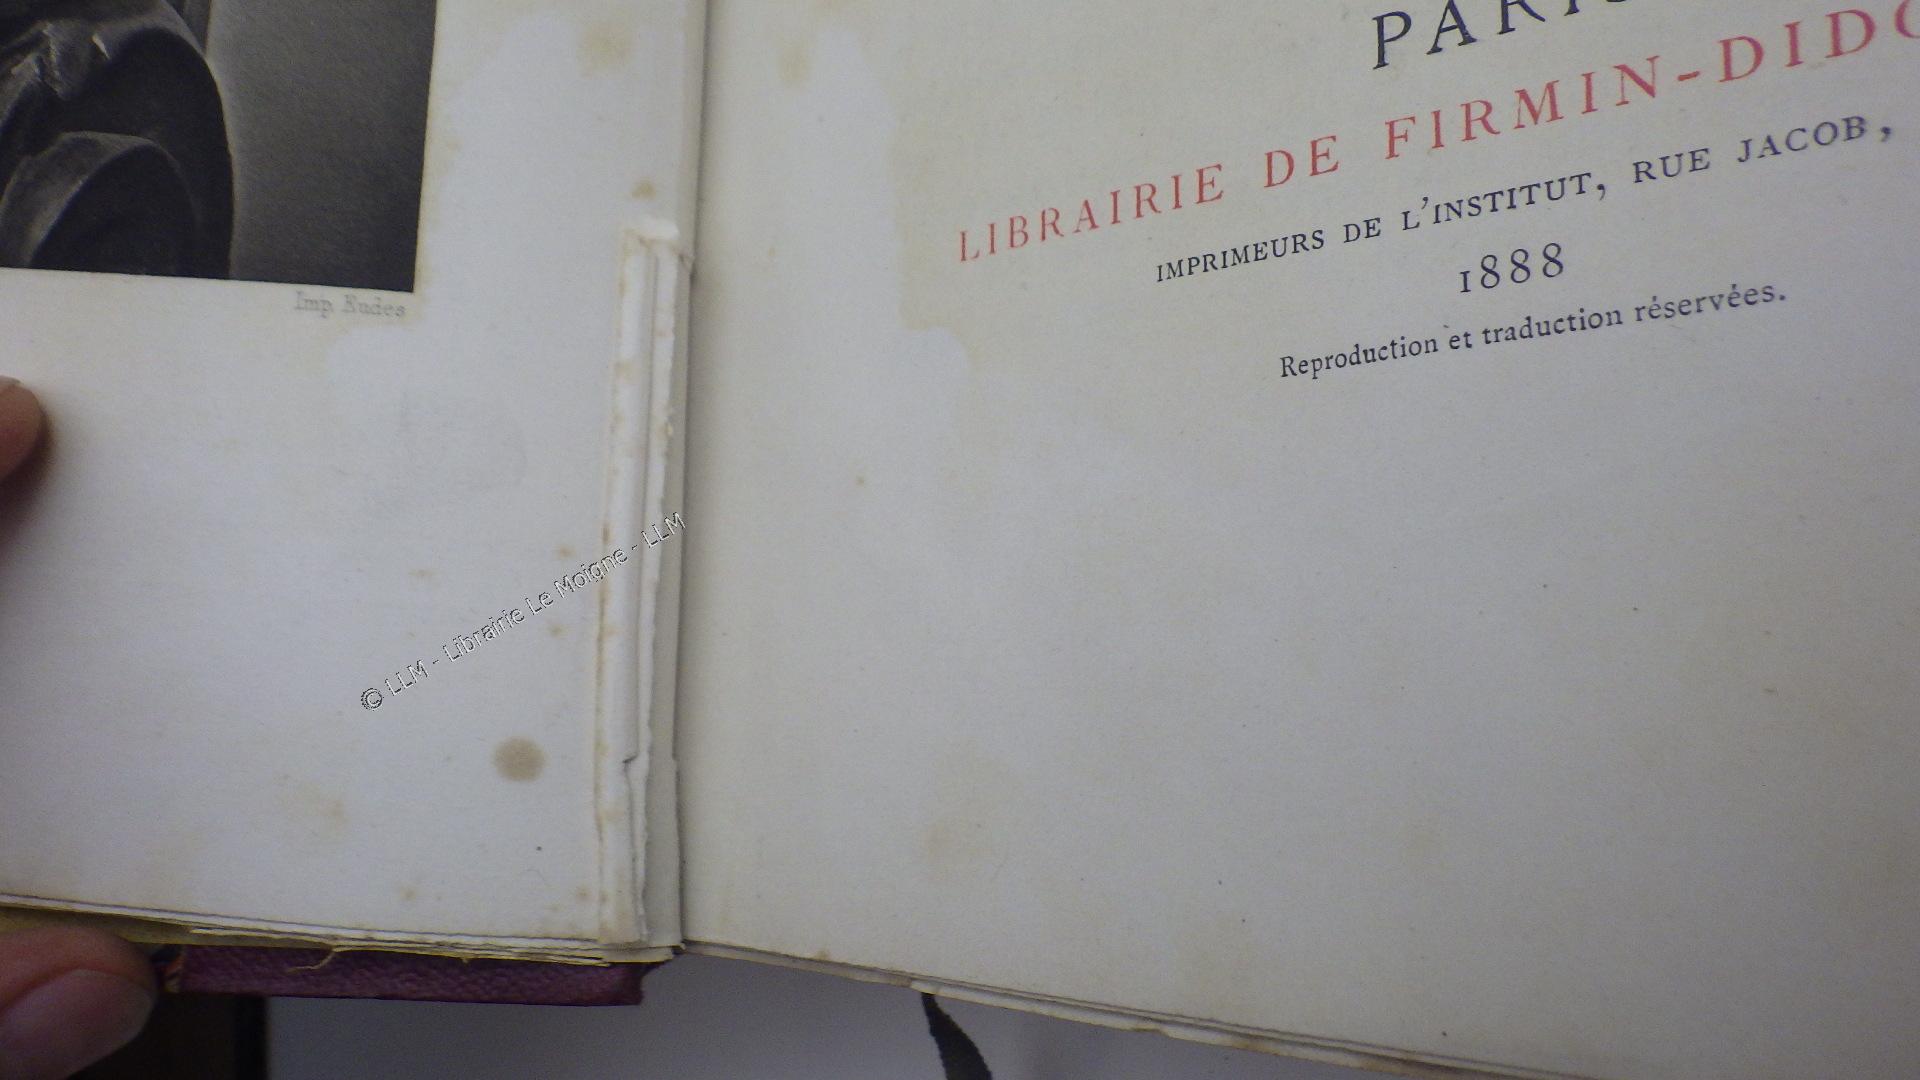 Imp. Eudes
LIBRAIRIE DE FIRMIN-DIDO
IMPRIMEURS DE L'INSTITUT, RUE JACOB,
1888
Reproduction et traduction réservées.
© LLM - Librairie Le Moigne - LLM